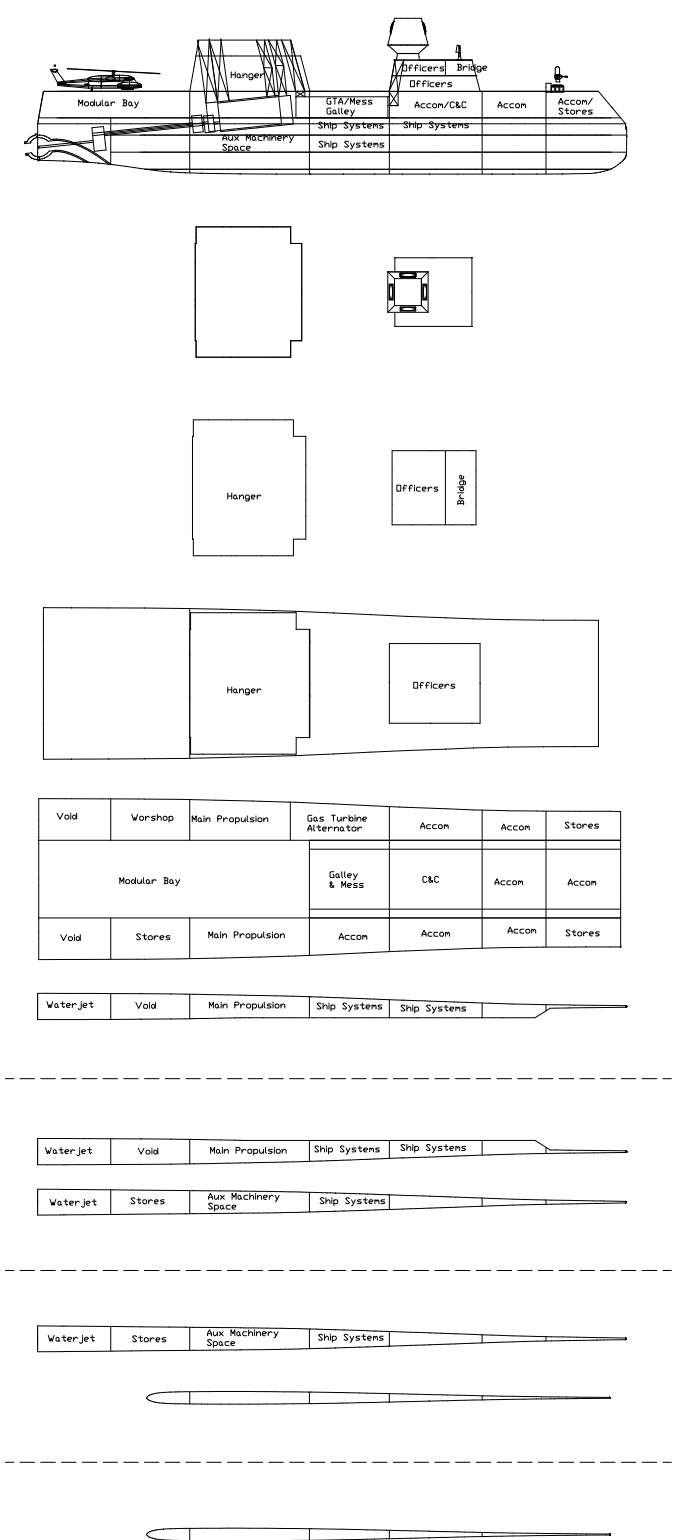 Officers Bridge
Officers
Hanger
Modular Bay
GTA/Mess
Galley
Accom/C&C
Accom
Accom/
Stores
Ship Systems
Ship Systems
Aux Machinery
Space
Ship Systems
Hanger
Officers
Bridge
Hanger
Officers
Void
Worshop
Main Propulsion
Gas Turbine
Alternator
Accom
Accom
Stores
Modular Bay
Galley
& Mess
C&C
Accom
Accom
Void
Stores
Main Propulsion
Accom
Accom
Accom
Stores
Waterjet
Void
Main Propulsion
Ship Systems
Ship Systems
Waterjet
Void
Main Propulsion
Ship Systems
Ship Systems
Waterjet
Stores
Aux Machinery
Space
Ship Systems
Waterjet
Stores
Aux Machinery
Space
Ship Systems